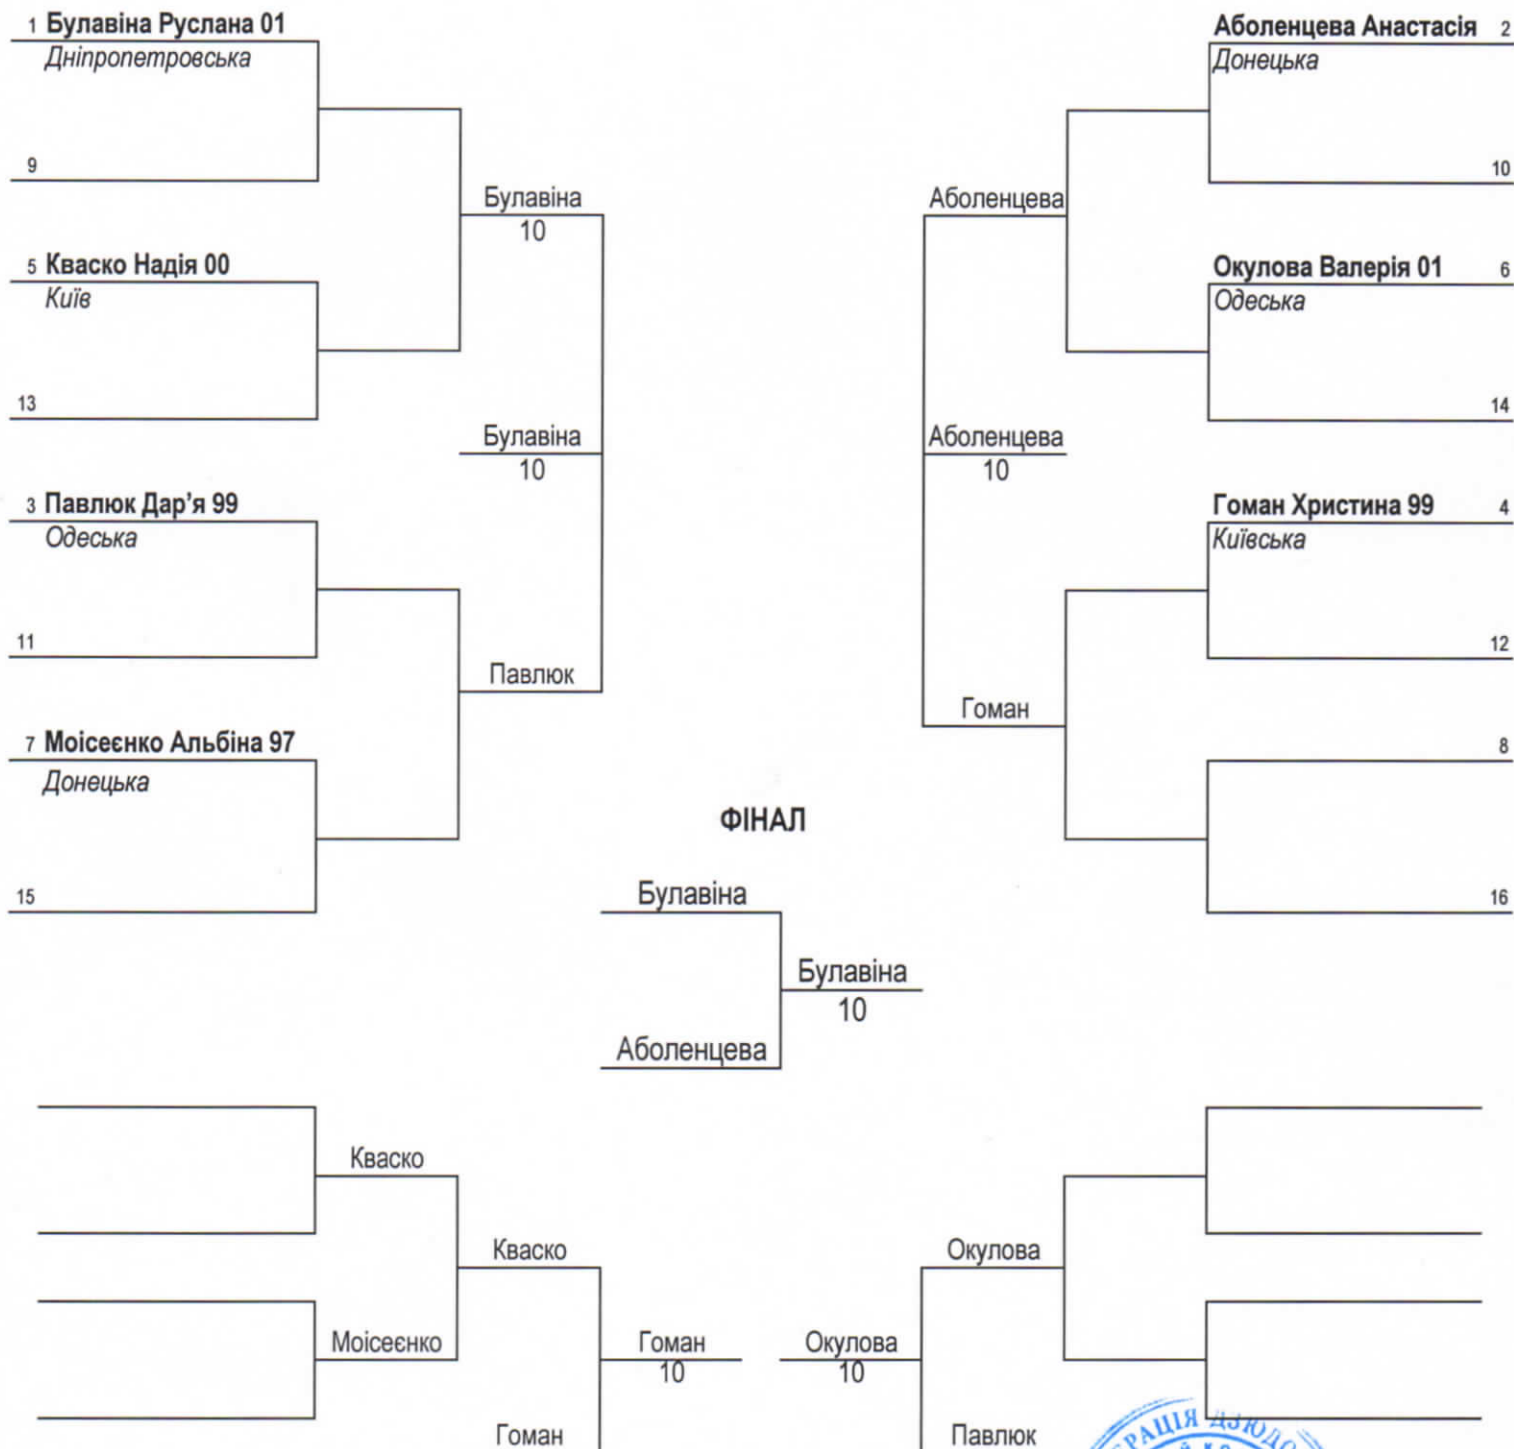 1 Булавіна Руслана 01
Дніпропетровська
9
5 Кваско Надія 00
Київ
13
3 Павлюк Дар’я 99
Одеська
11
7 Моісеєнко Альбіна 97
Донецька
15
Булавіна
10
Булавіна
10
Павлюк
Аболенцева Анастасія 2
Донецька
10
Окулова Валерія 01 6
Одеська
14
Гоман Христина 99 4
Київська
12
8
16
Аболенцева
Аболенцева
10
Гоман
ФІНАЛ
Булавіна
Булавіна
10
Аболенцева
Кваско
Кваско
Моісеєнко
Гоман
10
Гоман
Окулова
Окулова
10
Павлюк
РАЦІЯ ДЗЮДО